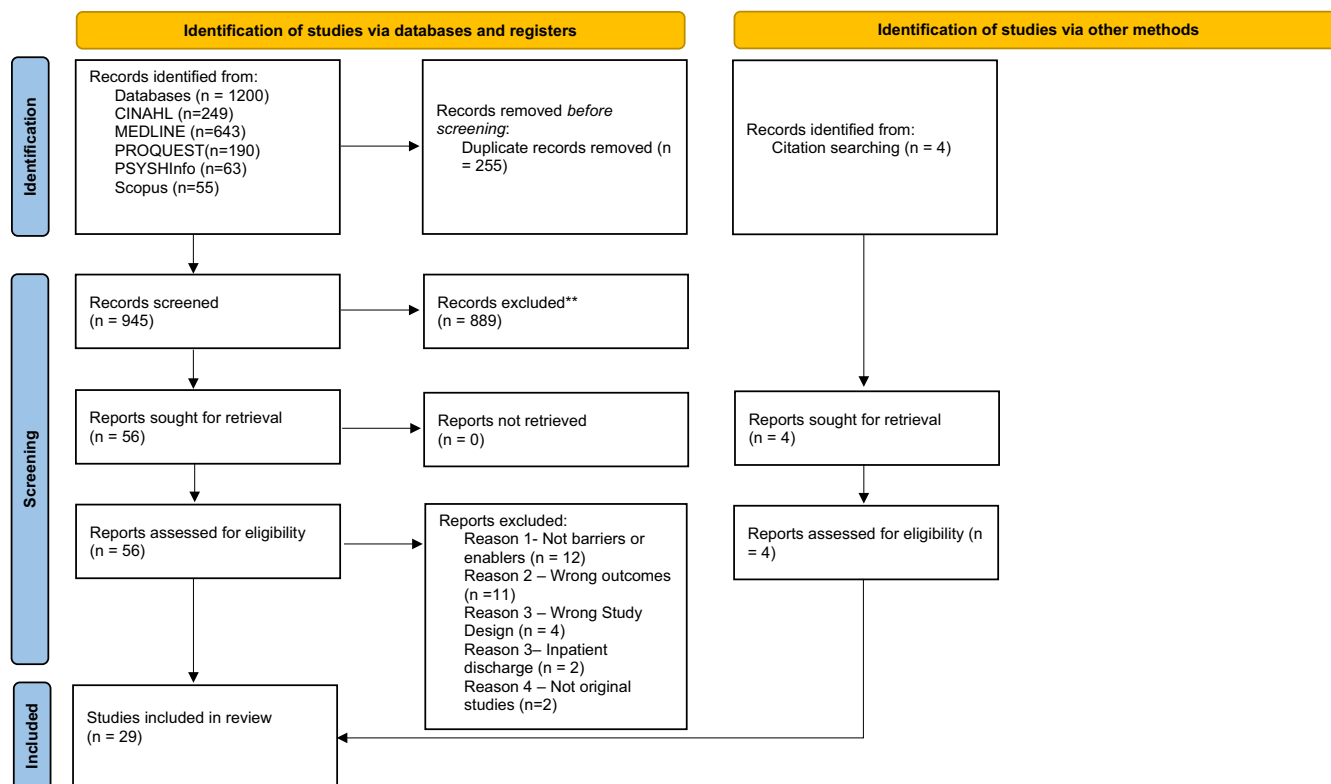 Identification of studies via databases and registers
Identification of studies via other methods
Identification
Records identified from:
Databases (n = 1200)
CINAHL (n=249)
MEDLINE (n=643)
PROQUEST(n=190)
PSYSHInfo (n=63)
Scopus (n=55)
Records removed before
screening:
Duplicate records removed (n
= 255)
Records identified from:
Citation searching (n = 4)
Screening
Records screened
(n = 945)
Records excluded**
(n = 889)
Reports sought for retrieval
(n = 56)
Reports not retrieved
(n = 0)
Reports sought for retrieval
(n = 4)
Reports assessed for eligibility
(n = 56)
Reports excluded:
Reason 1- Not barriers or
enablers (n = 12)
Reason 2 – Wrong outcomes
(n =11)
Reason 3 – Wrong Study
Design (n = 4)
Reason 3– Inpatient
discharge (n = 2)
Reason 4 – Not original
studies (n=2)
Reports assessed for eligibility (n
= 4)
Included
Studies included in review
(n = 29)